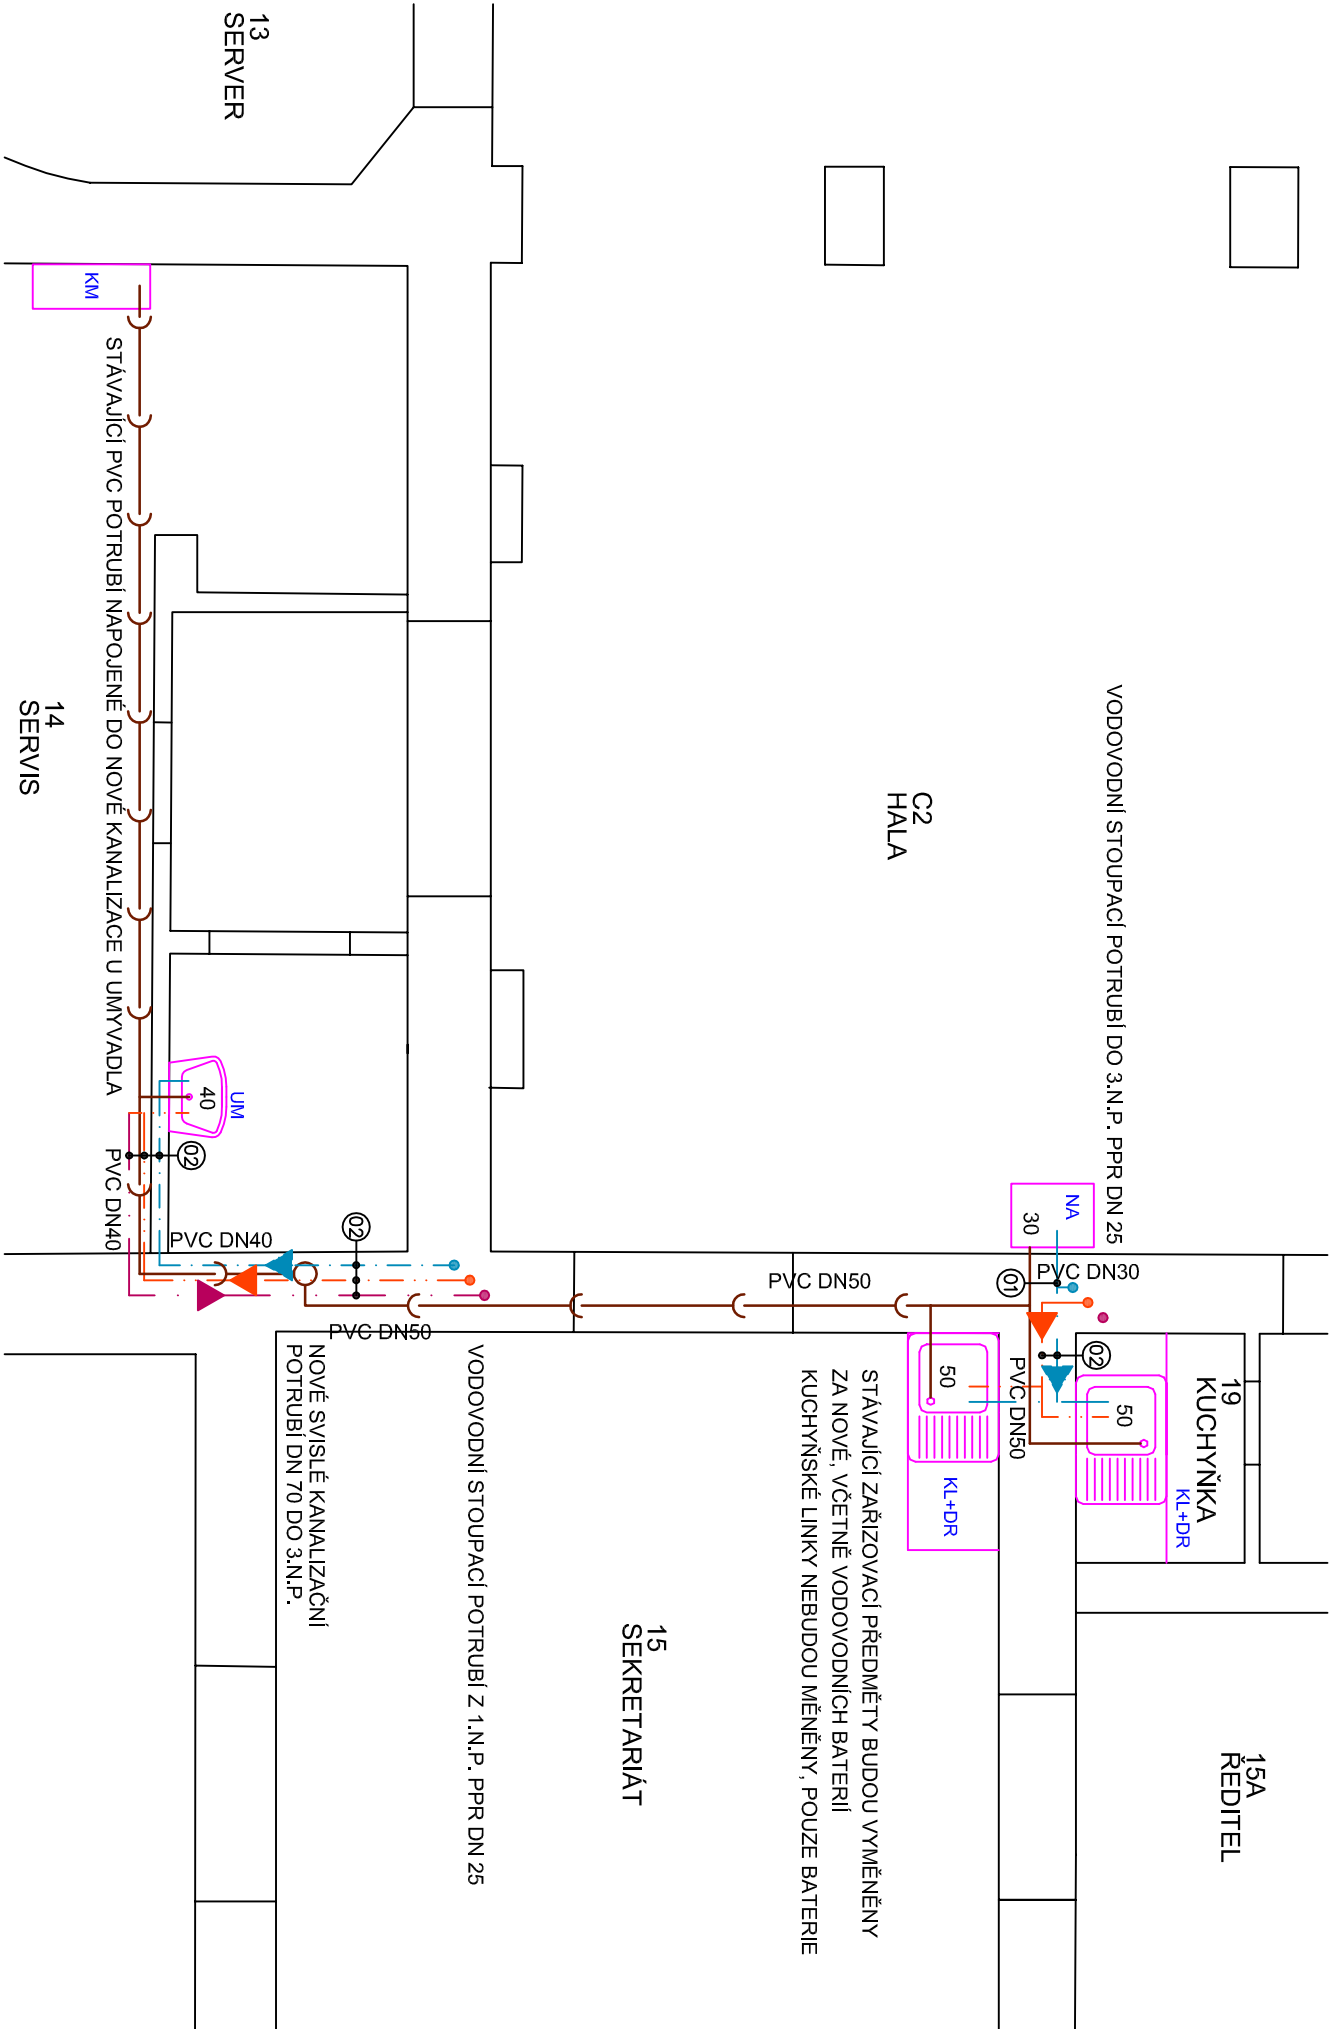 13
SERVER
KM
STÁVAJÍCÍ PVC POTRUBÍ NAPOJENÉ DO NOVÉ KANALIZACE U UMYVADLA
14
SERVIS
C2
HALA
VODOVODNÍ STOUPACÍ POTRUBÍ DO 3.N.P. PPR DN 25
UM
40
02
PVC DN40
PVC DN40
02
PVC DN50
PVC DN50
NA
30
01
PVC DN30
02
PVC DN50
50
KL+DR
50
KL+DR
19
KUCHYŇKA
15A
ŘEDITEL
STÁVAJÍCÍ ZAŘIZOVACÍ PŘEDMĚTY BUDOU VYMĚNĚNY
ZA NOVÉ, VČETNĚ VODOVODNÍCH BATERIÍ
KUCHYŇSKÉ LINKY NEBUDOU MĚNĚNY, POUZE BATERIE
15
SEKRETARIÁT
VODOVODNÍ STOUPACÍ POTRUBÍ Z 1.N.P. PPR DN 25
NOVÉ SVISLÉ KANALIZAČNÍ
POTRUBÍ DN 70 DO 3.N.P.